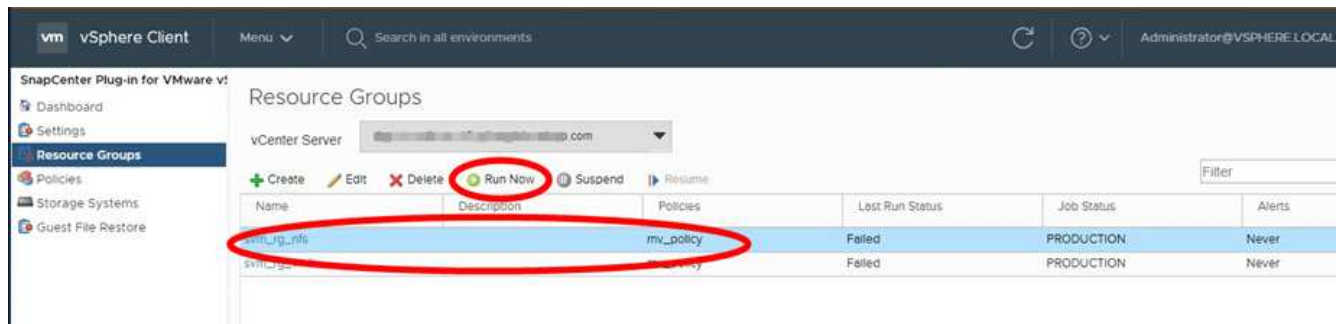 vm vSphere Client Menu Search in all environments Administrator@VSPHERE.LOCAL
SnapCenter Plug-in for VMware vS
Dashboard
Settings
Resource Groups
Policies
Storage Systems
Guest File Restore
Resource Groups
vCenter Server .com
Create Edit Delete Run Now Suspend Resume Filter
Name Description Policies Last Run Status Job Status Alerts
svm_rg_nfs mv_policy Failed PRODUCTION Never
Failed PRODUCTION Never